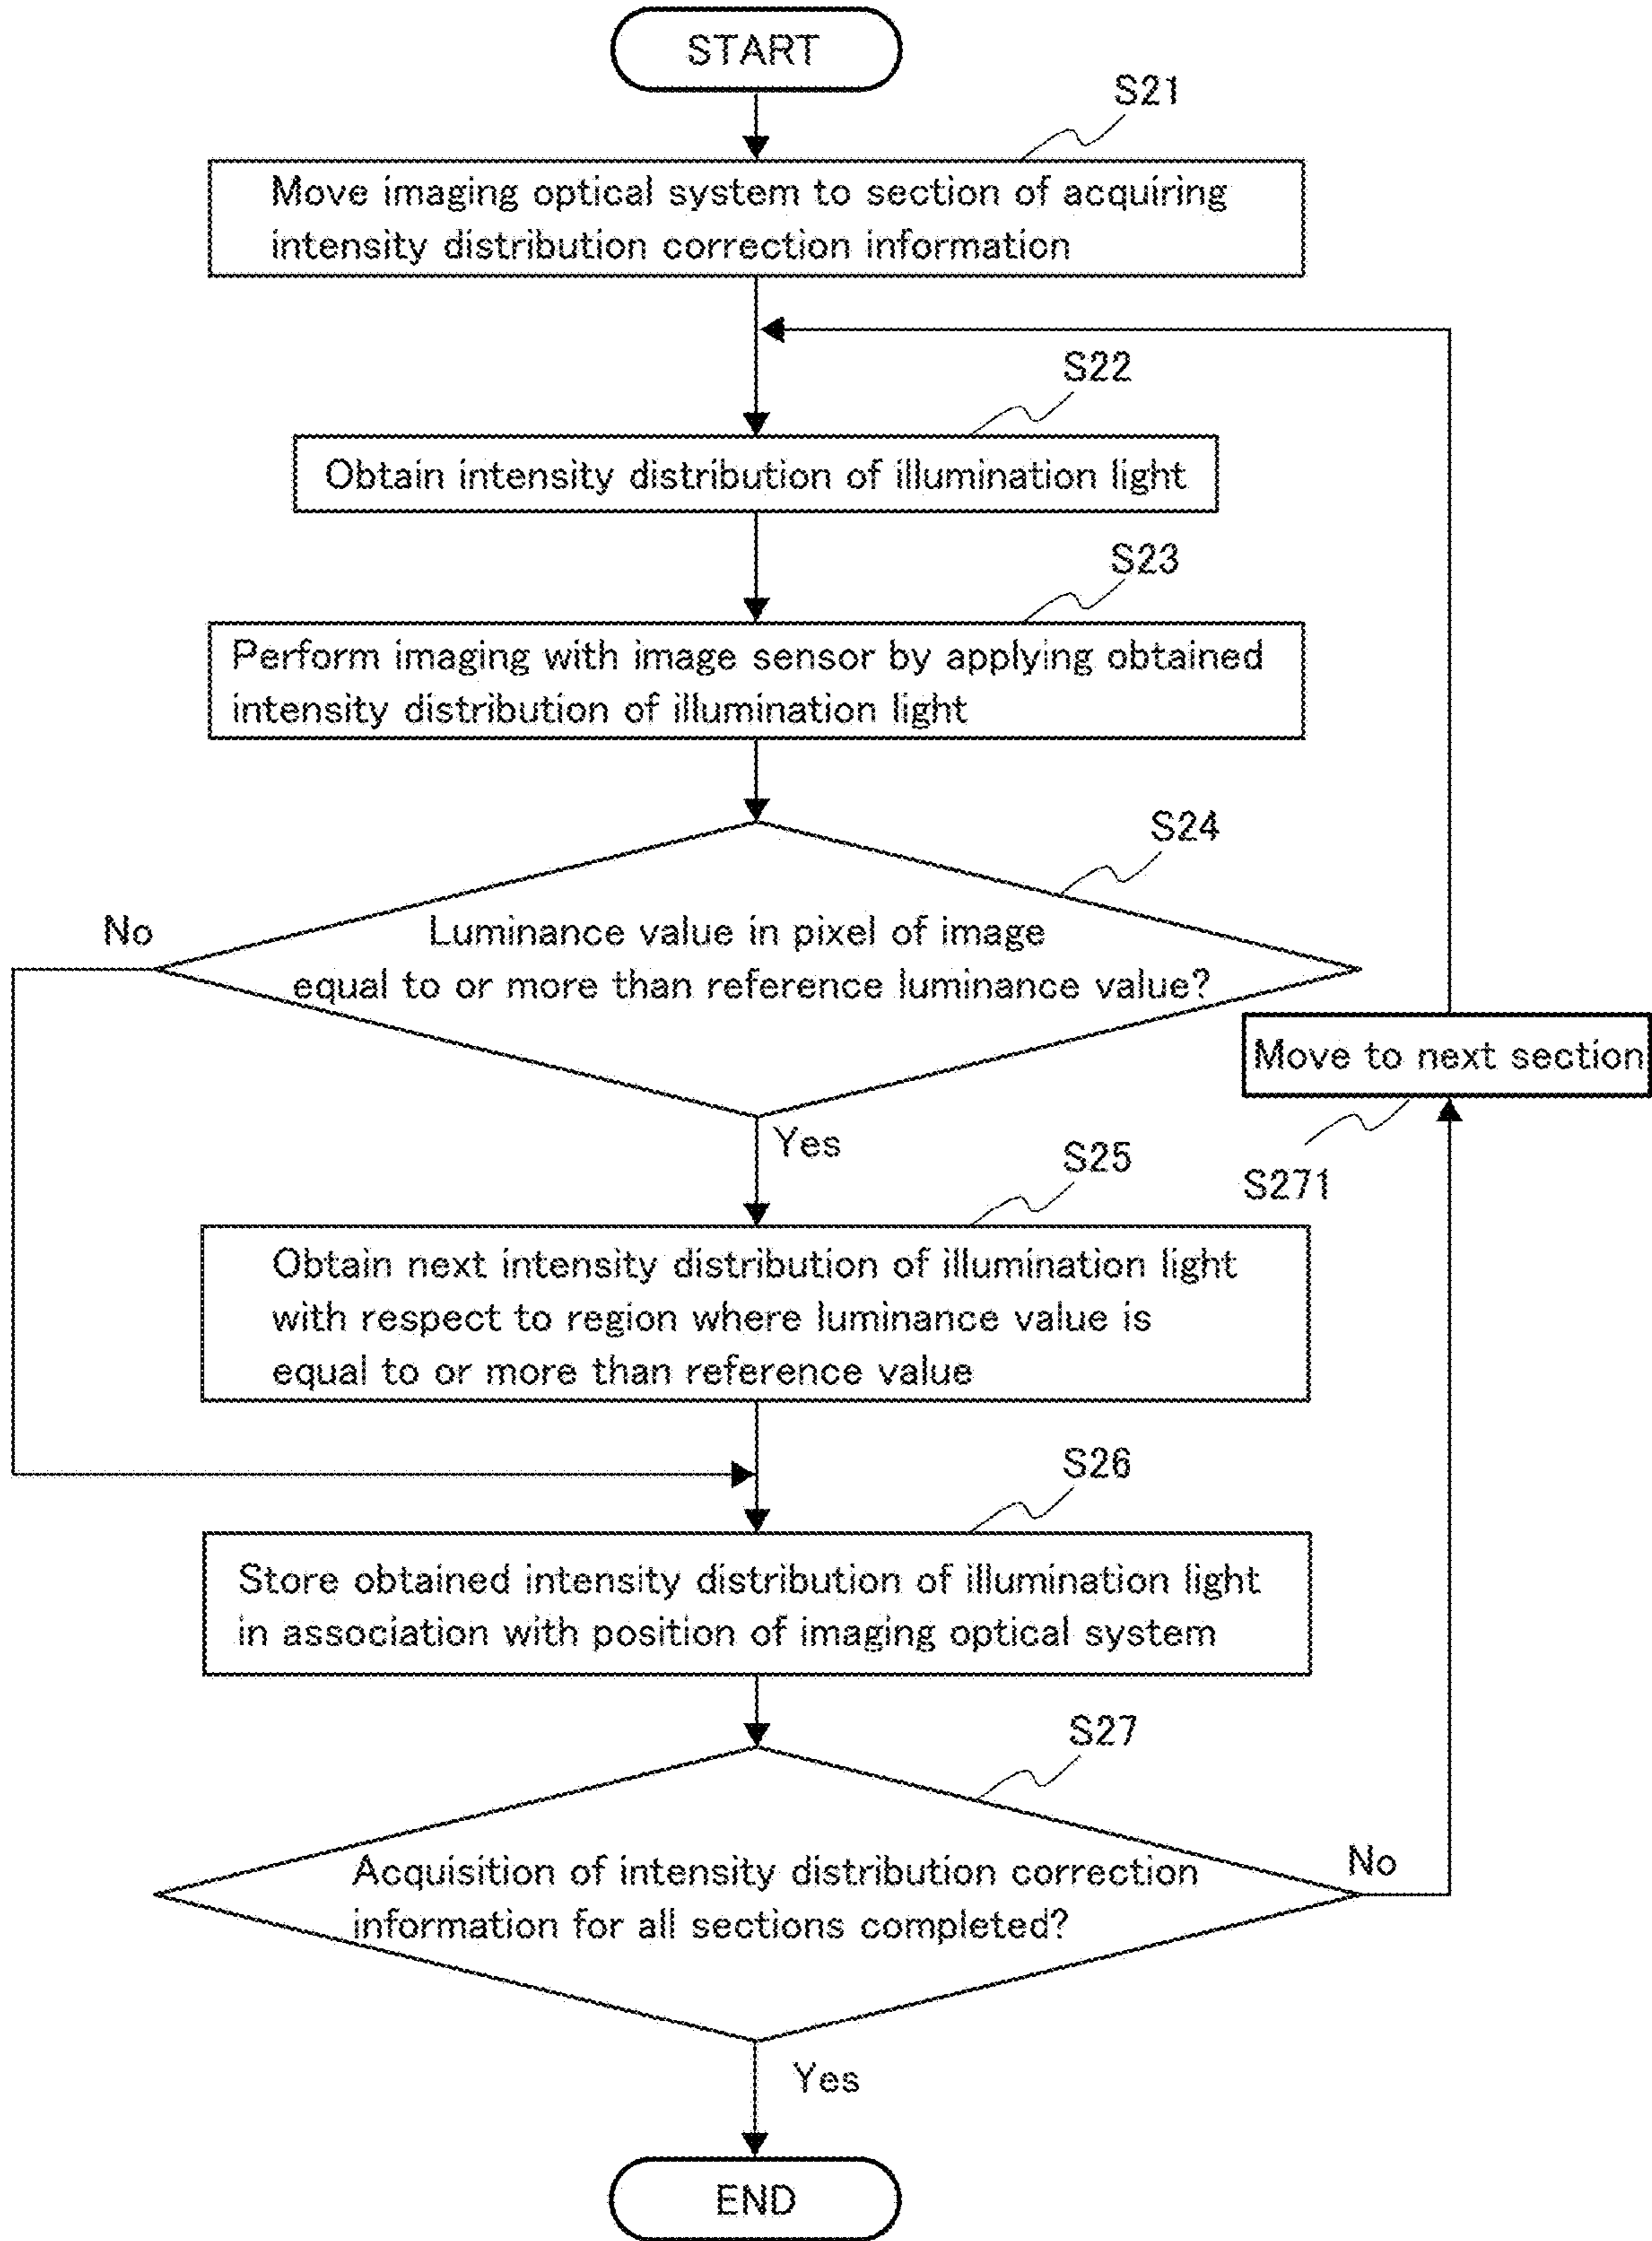 START
S21
Move imaging optical system to section of acquiring
intensity distribution correction information
S22
Obtain intensity distribution of illumination light
S23
Perform imaging with image sensor by applying obtained
intensity distribution of illumination light
S24
No
Luminance value in pixel of image
equal to or more than reference luminance value?
Move to next section
Yes
S25
S271
Obtain next intensity distribution of illumination light
with respect to region where luminance value is
equal to or more than reference value
S26
Store obtained intensity distribution of illumination light
in association with position of imaging optical system
S27
No
Acquisition of intensity distribution correction
information for all sections completed?
Yes
END